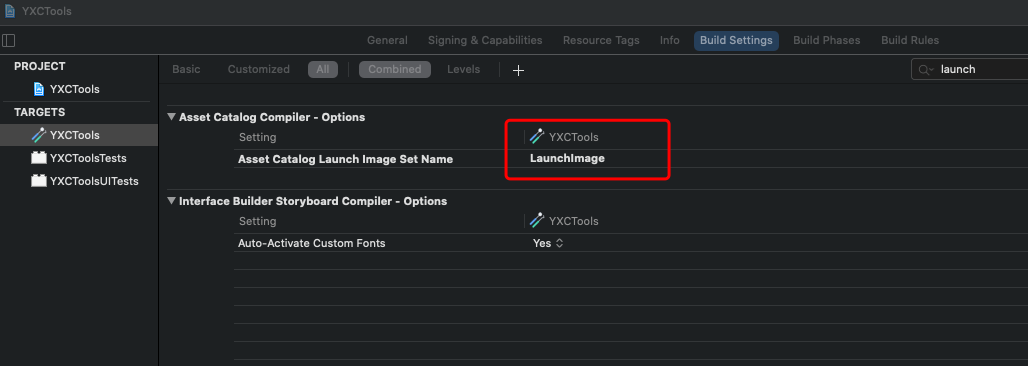 YXCTools
General Signing & Capabilities Resource Tags Info Build Settings Build Phases Build Rules
PROJECT
Basic Customized All Combined Levels + launch
YXCTools
TARGETS
Asset Catalog Compiler - Options
YXCTools
Setting YXCTools
YXCToolsTests
Asset Catalog Launch Image Set Name LaunchImage
YXCToolsUITests
Interface Builder Storyboard Compiler - Options
Setting YXCTools
Auto-Activate Custom Fonts Yes